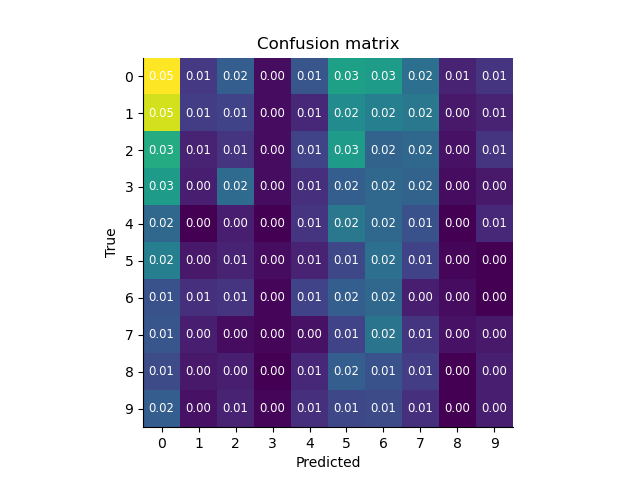 Confusion matrix
0 0.05 0.01 0.02 0.00 0.01 0.03 0.03 0.02 0.01 0.01
1 0.05 0.01 0.01 0.00 0.01 0.02 0.02 0.02 0.00 0.01
2 0.03 0.01 0.01 0.00 0.01 0.03 0.02 0.02 0.00 0.01
3 0.03 0.00 0.02 0.00 0.01 0.02 0.02 0.02 0.00 0.00
4 0.02 0.00 0.00 0.00 0.01 0.02 0.02 0.01 0.00 0.01
True
5 0.02 0.00 0.01 0.00 0.01 0.01 0.02 0.01 0.00 0.00
6 0.01 0.01 0.01 0.00 0.01 0.02 0.02 0.00 0.00 0.00
7 0.01 0.00 0.00 0.00 0.00 0.01 0.02 0.01 0.00 0.00
8 0.01 0.00 0.00 0.00 0.01 0.02 0.01 0.01 0.00 0.00
9 0.02 0.00 0.01 0.00 0.01 0.01 0.01 0.01 0.00 0.00
0 1 2 3 4 5 6 7 8 9
Predicted